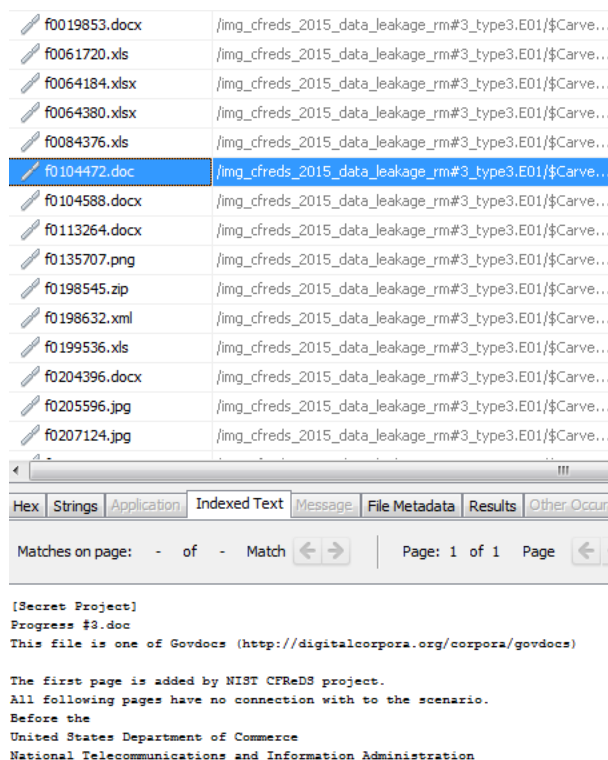 f0019853.docx /img_cfreds_2015_data_leakage_rm#3_type3.E01/$Carve...
f0061720.xls /img_cfreds_2015_data_leakage_rm#3_type3.E01/$Carve...
f0064184.xlsx /img_cfreds_2015_data_leakage_rm#3_type3.E01/$Carve...
f0064380.xlsx /img_cfreds_2015_data_leakage_rm#3_type3.E01/$Carve...
f0084376.xls /img_cfreds_2015_data_leakage_rm#3_type3.E01/$Carve...
f0104472.doc /img_cfreds_2015_data_leakage_rm#3_type3.E01/$Carve...
f0104588.docx /img_cfreds_2015_data_leakage_rm#3_type3.E01/$Carve...
f0113264.docx /img_cfreds_2015_data_leakage_rm#3_type3.E01/$Carve...
f0135707.png /img_cfreds_2015_data_leakage_rm#3_type3.E01/$Carve...
f0198545.zip /img_cfreds_2015_data_leakage_rm#3_type3.E01/$Carve...
f0198632.xml /img_cfreds_2015_data_leakage_rm#3_type3.E01/$Carve...
f0199536.xls /img_cfreds_2015_data_leakage_rm#3_type3.E01/$Carve...
f0204396.docx /img_cfreds_2015_data_leakage_rm#3_type3.E01/$Carve...
f0205596.jpg /img_cfreds_2015_data_leakage_rm#3_type3.E01/$Carve...
f0207124.jpg /img_cfreds_2015_data_leakage_rm#3_type3.E01/$Carve...
Hex Strings Application Indexed Text Message File Metadata Results Other Occur
Matches on page: - of - Match Page: 1 of 1 Page
[Secret Project]
Progress #3.doc
This file is one of Govdocs (http://digitalcorpora.org/corpora/govdocs)
The first page is added by NIST CFReDS project.
All following pages have no connection with to the scenario.
Before the
United States Department of Commerce
National Telecommunications and Information Administration